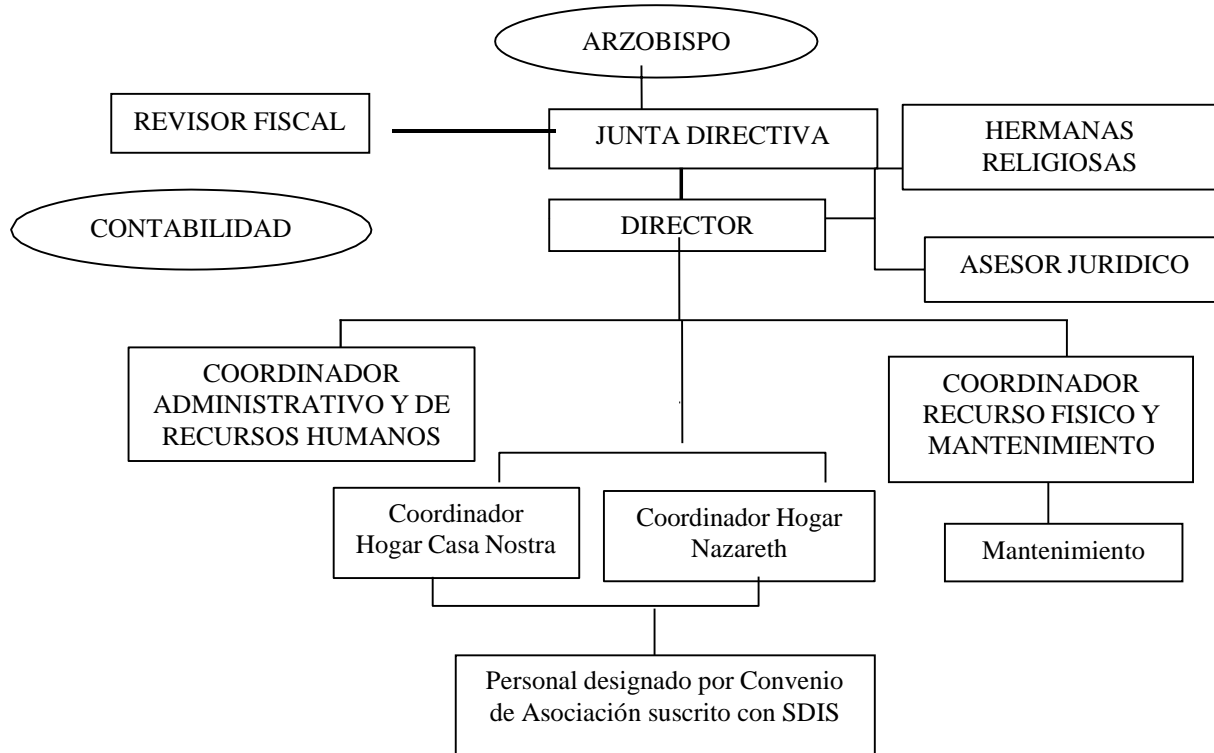 ARZOBISPO
REVISOR FISCAL
JUNTA DIRECTIVA
HERMANAS
RELIGIOSAS
CONTABILIDAD
DIRECTOR
ASESOR JURIDICO
COORDINADOR
ADMINISTRATIVO Y DE
RECURSOS HUMANOS
COORDINADOR
RECURSO FISICO Y
MANTENIMIENTO
Coordinador
Hogar Casa Nostra
Coordinador Hogar
Nazareth
Mantenimiento
Personal designado por Convenio
de Asociación suscrito con SDIS